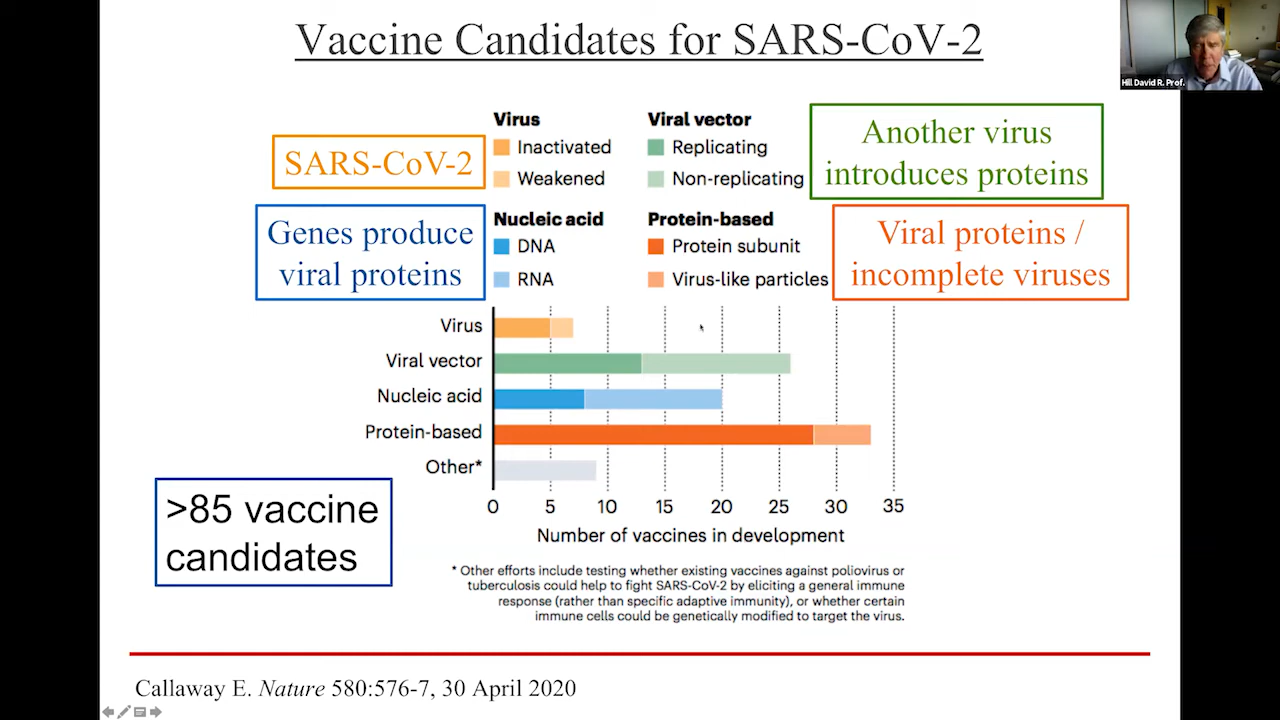 Vaccine Candidates for SARS-CoV-2
Hill David R. Prof.
SARS-CoV-2
Virus
Inactivated
Weakened
Viral vector
Replicating
Non-replicating
Another virus
introduces proteins
Genes produce
viral proteins
Nucleic acid
DNA
RNA
Protein-based
Protein subunit
Virus-like particles
Viral proteins /
incomplete viruses
Virus
Viral vector
Nucleic acid
Protein-based
Other*
0 5 10 15 20 25 30 35
Number of vaccines in development
>85 vaccine
candidates
* Other efforts include testing whether existing vaccines against poliovirus or
tuberculosis could help to fight SARS-CoV-2 by eliciting a general immune
response (rather than specific adaptive immunity), or whether certain
immune cells could be genetically modified to target the virus.
Callaway E. Nature 580:576-7, 30 April 2020